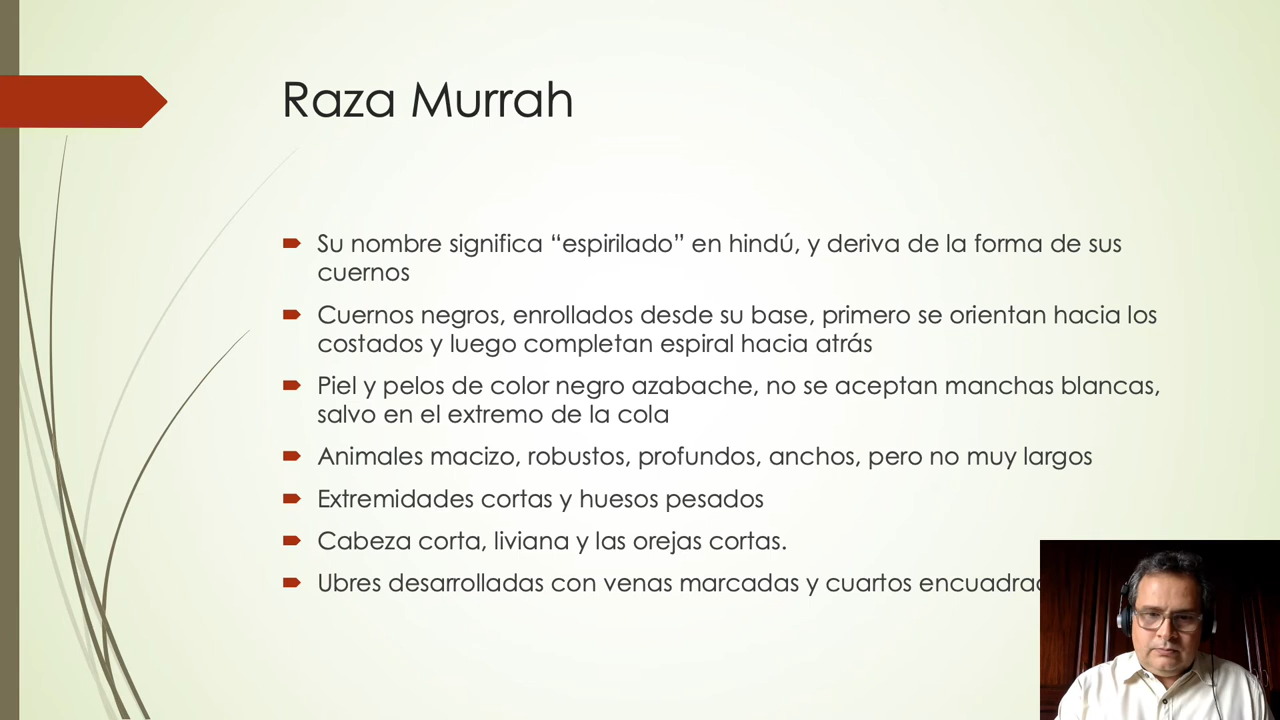 Raza Murrah
Su nombre significa “espirilado” en hindú, y deriva de la forma de sus
cuernos
Cuernos negros, enrollados desde su base, primero se orientan hacia los
costados y luego completan espiral hacia atrás
Piel y pelos de color negro azabache, no se aceptan manchas blancas,
salvo en el extremo de la cola
Animales macizo, robustos, profundos, anchos, pero no muy largos
Extremidades cortas y huesos pesados
Cabeza corta, liviana y las orejas cortas.
Ubres desarrolladas con venas marcadas y cuartos